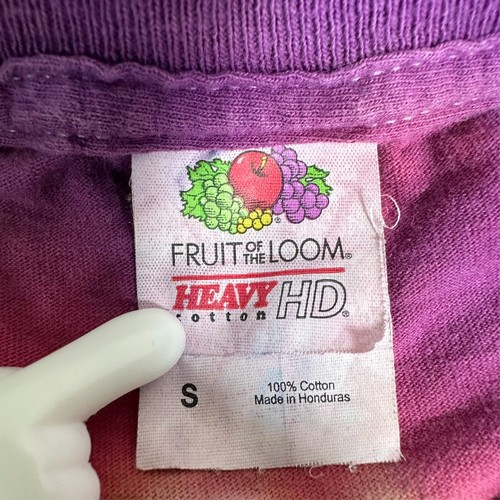 FRUIT OF THE LOOM®
HEAVY cotton HD®
S
100% Cotton
Made in Honduras